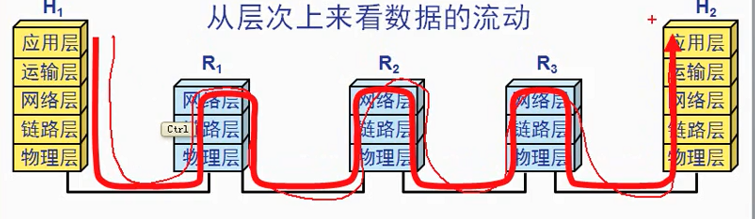 从层次上来看数据的流动
H1
应用层
运输层
网络层
链路层
物理层
R1
网络层
Ctrl
路层
物理层
R2
网络层
链路层
物理层
R3
网络层
链路层
物理层
H2
应用层
运输层
网络层
链路层
物理层